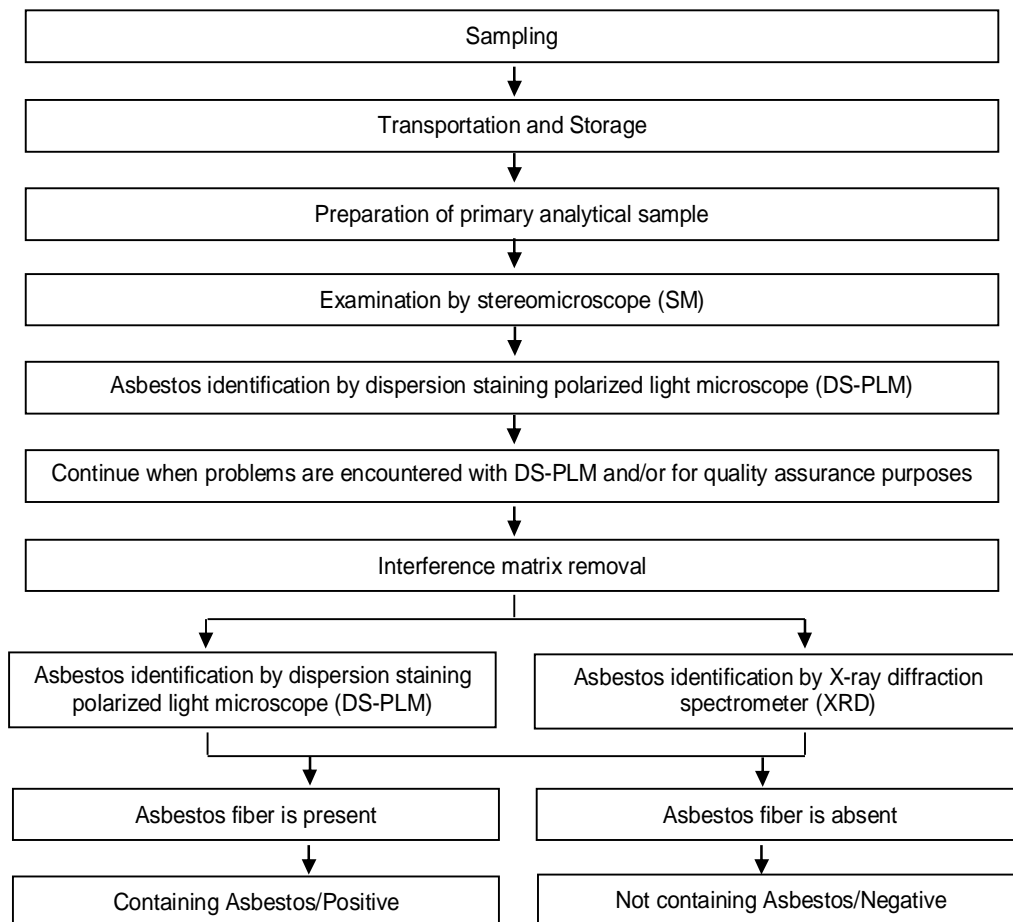 Sampling
Transportation and Storage
Preparation of primary analytical sample
Examination by stereomicroscope (SM)
Asbestos identification by dispersion staining polarized light microscope (DS-PLM)
Continue when problems are encountered with DS-PLM and/or for quality assurance purposes
Interference matrix removal
Asbestos identification by dispersion staining
polarized light microscope (DS-PLM)
Asbestos identification by X-ray diffraction
spectrometer (XRD)
Asbestos fiber is present
Asbestos fiber is absent
Containing Asbestos/Positive
Not containing Asbestos/Negative